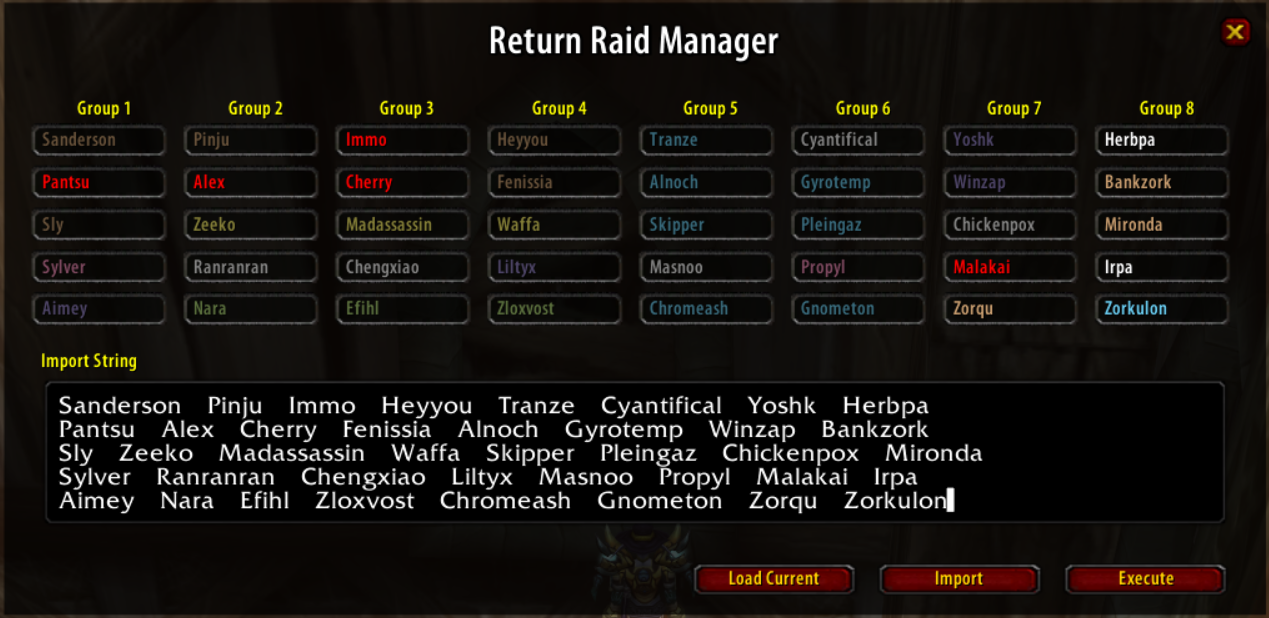 Return Raid Manager
Group 1 Group 2 Group 3 Group 4 Group 5 Group 6 Group 7 Group 8
Sanderson Pinju Immo Heyyou Tranze Cyantifical Yoshk Herbpa
Pantsu Alex Cherry Fenissia Alnoch Gyrotemp Winzap Bankzork
Sly Zeeko Madassassin Waffa Skipper Pleingaz Chickenpox Mironda
Sylver Ranranran Chengxiao Liltyx Masnoo Propyl Malakai Irpa
Aimey Nara Efihl Zloxvost Chromeash Gnometon Zorqu Zorkulon
Import String
Sanderson Pinju Immo Heyyou Tranze Cyantifical Yoshk Herbpa
Pantsu Alex Cherry Fenissia Alnoch Gyrotemp Winzap Bankzork
Sly Zeeko Madassassin Waffa Skipper Pleingaz Chickenpox Mironda
Sylver Ranranran Chengxiao Liltyx Masnoo Propyl Malakai Irpa
Aimey Nara Efihl Zloxvost Chromeash Gnometon Zorqu Zorkulon
Load Current Import Execute